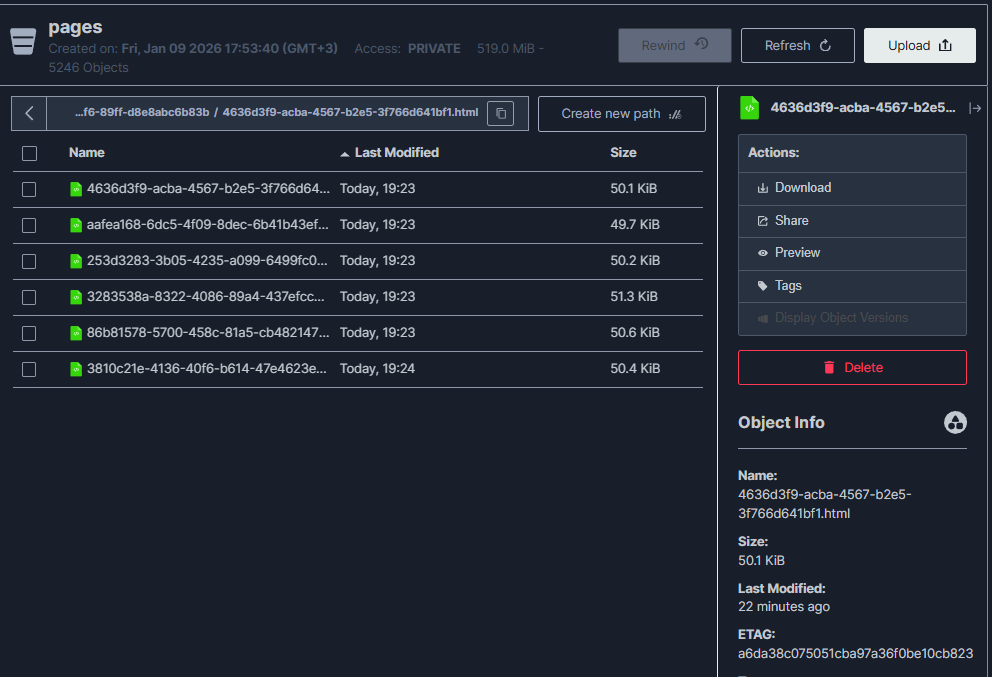 pages
Created on: Fri, Jan 09 2026 17:53:40 (GMT+3) Access: PRIVATE 519.0 MiB -
5246 Objects
Rewind
Refresh
Upload
...f6-89ff-d8e8abc6b83b / 4636d3f9-acba-4567-b2e5-3f766d641bf1.html
Create new path
Name Last Modified Size
4636d3f9-acba-4567-b2e5-3f766d64... Today, 19:23 50.1 KiB
aafea168-6dc5-4f09-8dec-6b41b43ef... Today, 19:23 49.7 KiB
253d3283-3b05-4235-a099-6499fc0... Today, 19:23 50.2 KiB
3283538a-8322-4086-89a4-437efcc... Today, 19:23 51.3 KiB
86b81578-5700-458c-81a5-cb482147... Today, 19:23 50.6 KiB
3810c21e-4136-40f6-b614-47e4623e... Today, 19:24 50.4 KiB
4636d3f9-acba-4567-b2e5...
Actions:
Download
Share
Preview
Tags
Display Object Versions
Delete
Object Info
Name:
4636d3f9-acba-4567-b2e5-
3f766d641bf1.html
Size:
50.1 KiB
Last Modified:
22 minutes ago
ETAG:
a6da38c075051cba97a36f0be10cb823